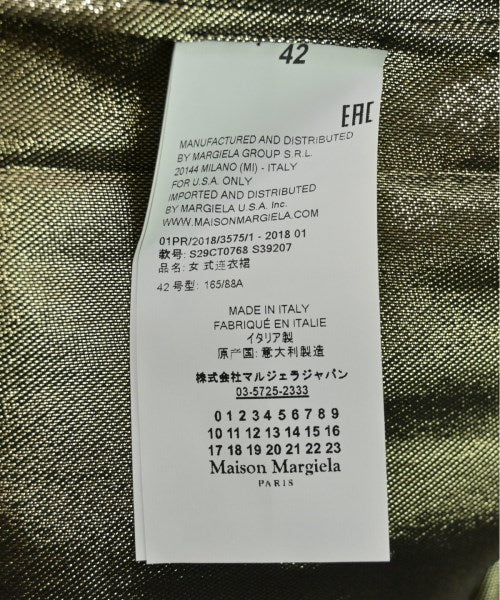 42
EAC
MANUFACTURED AND DISTRIBUTED
BY MARGIELA GROUP S.R.L.
20144 MILANO (MI) - ITALY
FOR U.S.A. ONLY
IMPORTED AND DISTRIBUTED
BY MARGIELA U.S.A. Inc.
WWW.MAISONMARGIELA.COM
01PR/2018/3575/1 - 2018 01
款号: S29CT0768 S39207
品名: 女 式连衣裙
42 号型: 165/88A
MADE IN ITALY
FABRIQUÉ EN ITALIE
イタリア製
原产国: 意大利製造
株式会社マルジェラジャパン
03-5725-2333
0 1 2 3 4 5 6 7 8 9
10 11 12 13 14 15 16
17 18 19 20 21 22 23
Maison Margiela
PARIS